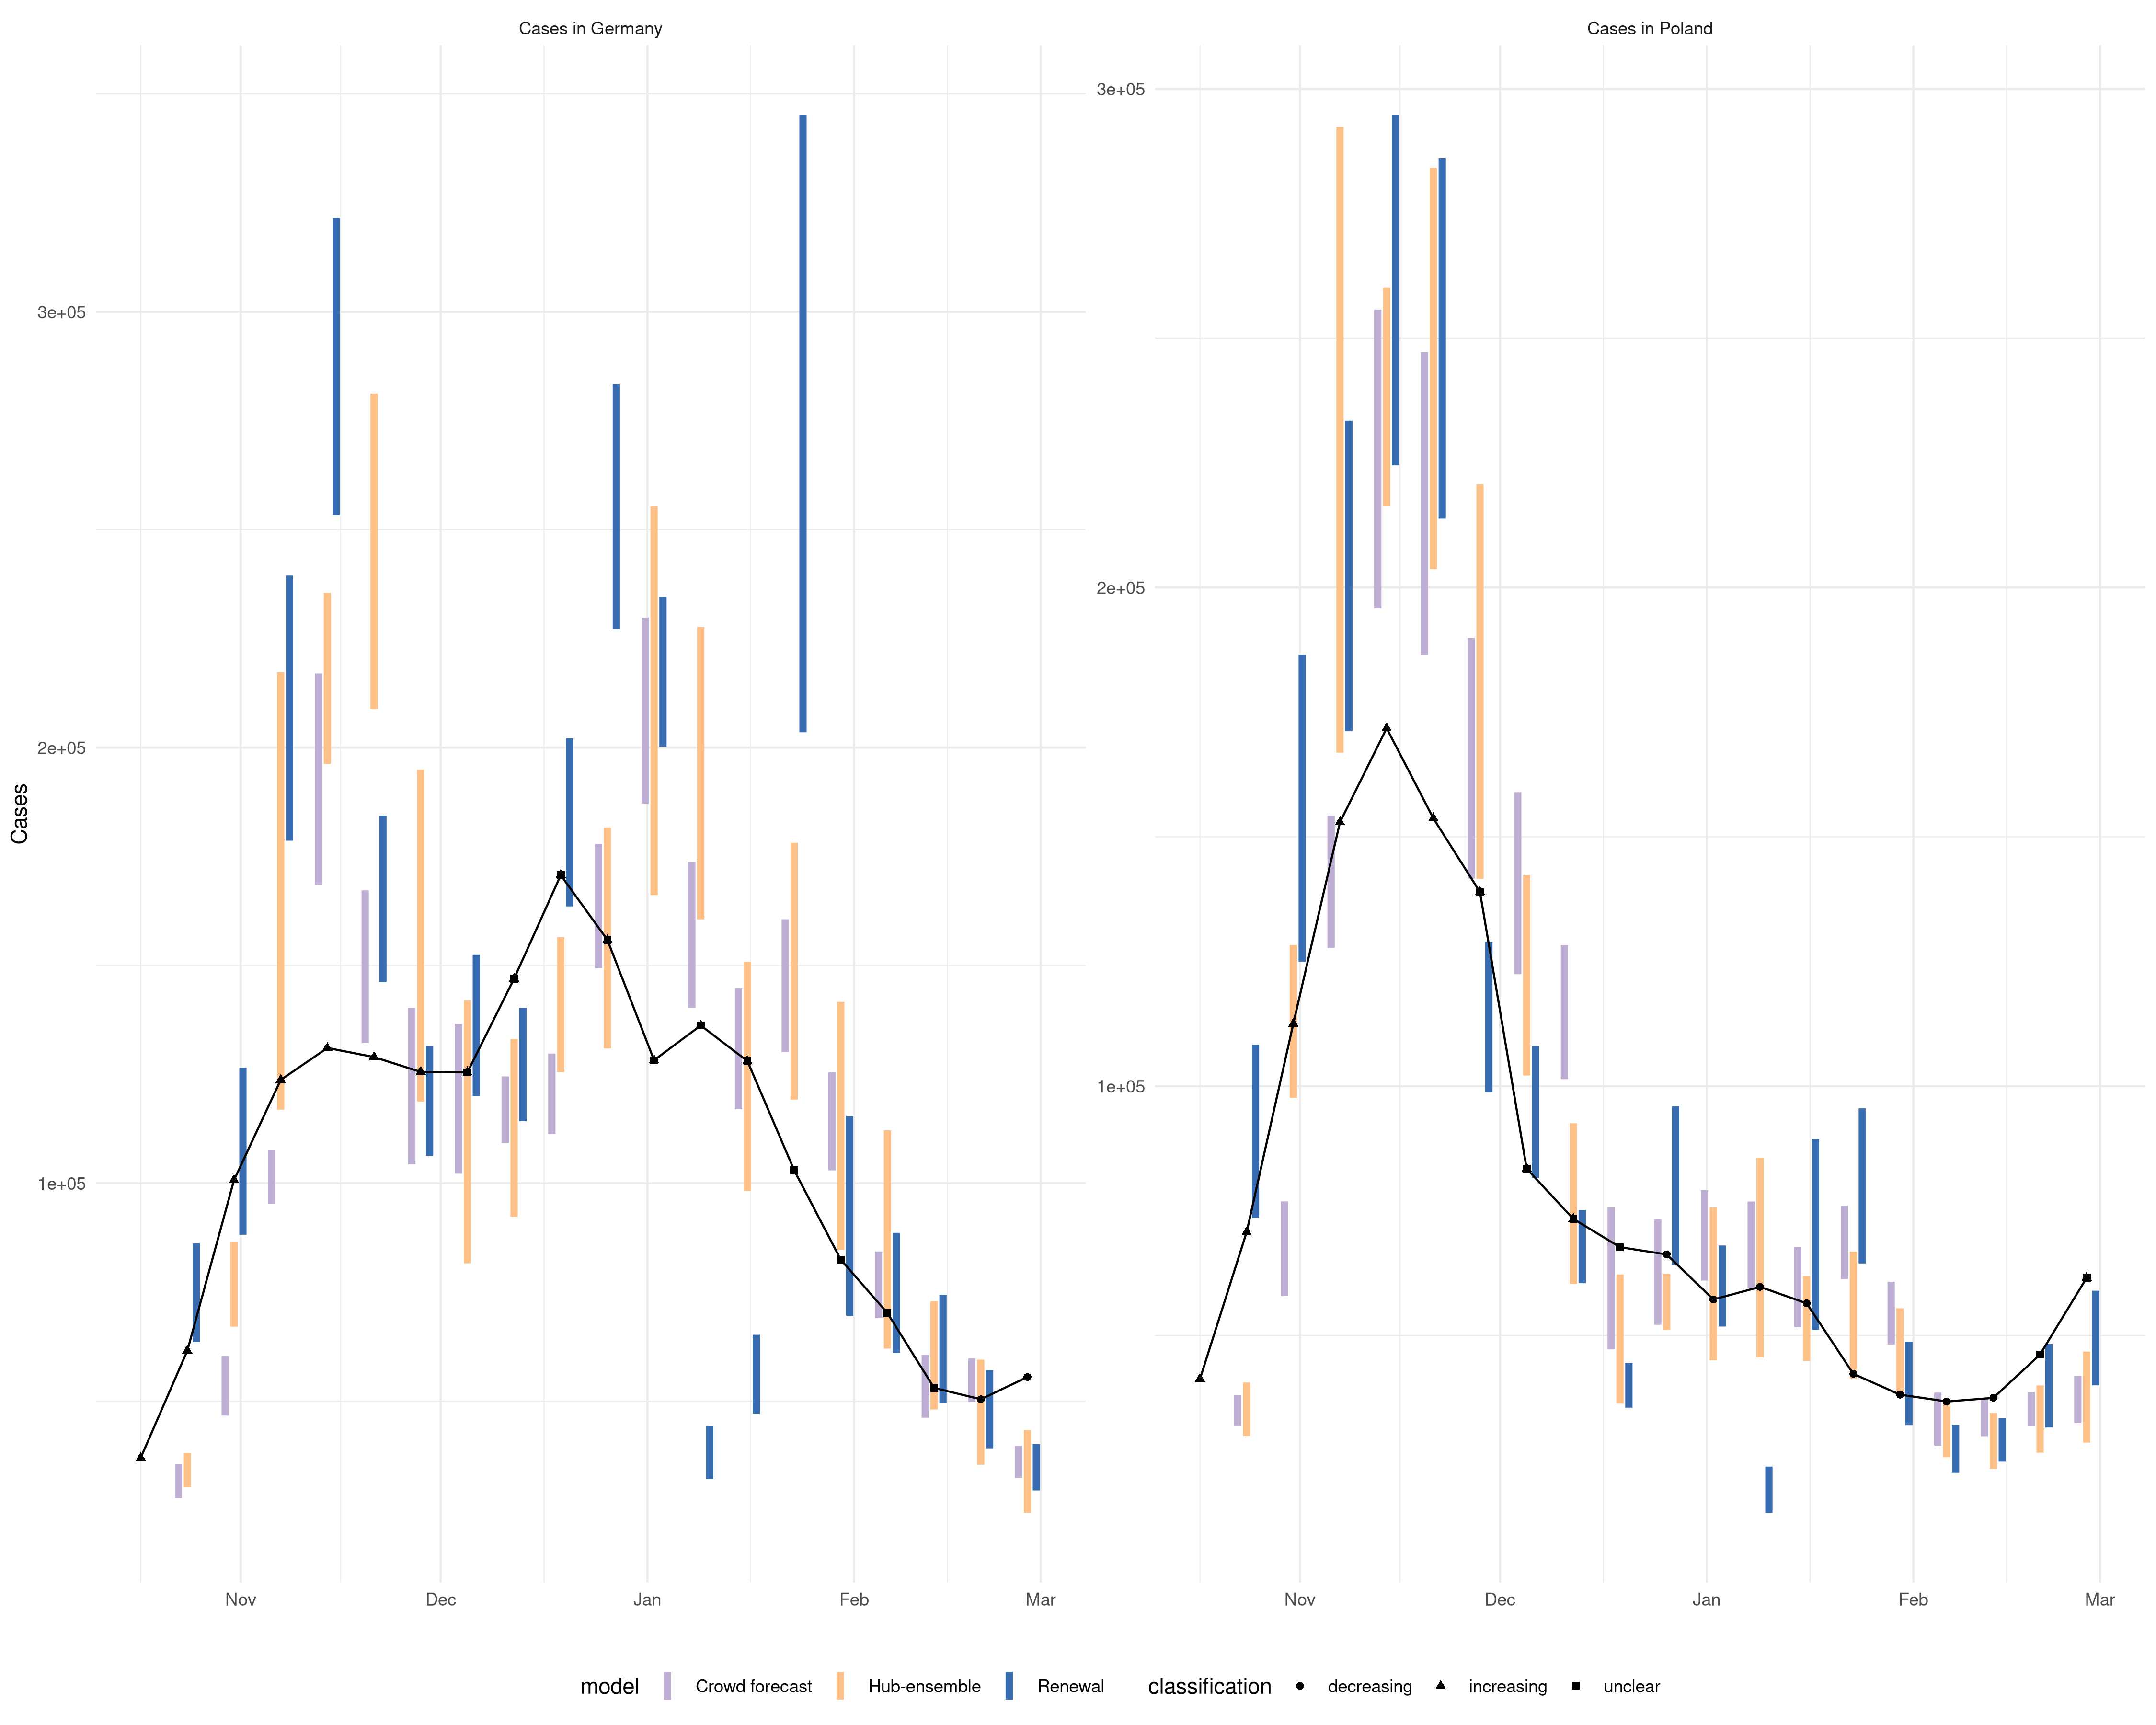 Cases in Germany
Cases in Poland
Cases
3e+05
2e+05
1e+05
3e+05
2e+05
1e+05
Nov Dec Jan Feb Mar
Nov Dec Jan Feb Mar
model Crowd forecast Hub-ensemble Renewal classification decreasing increasing unclear